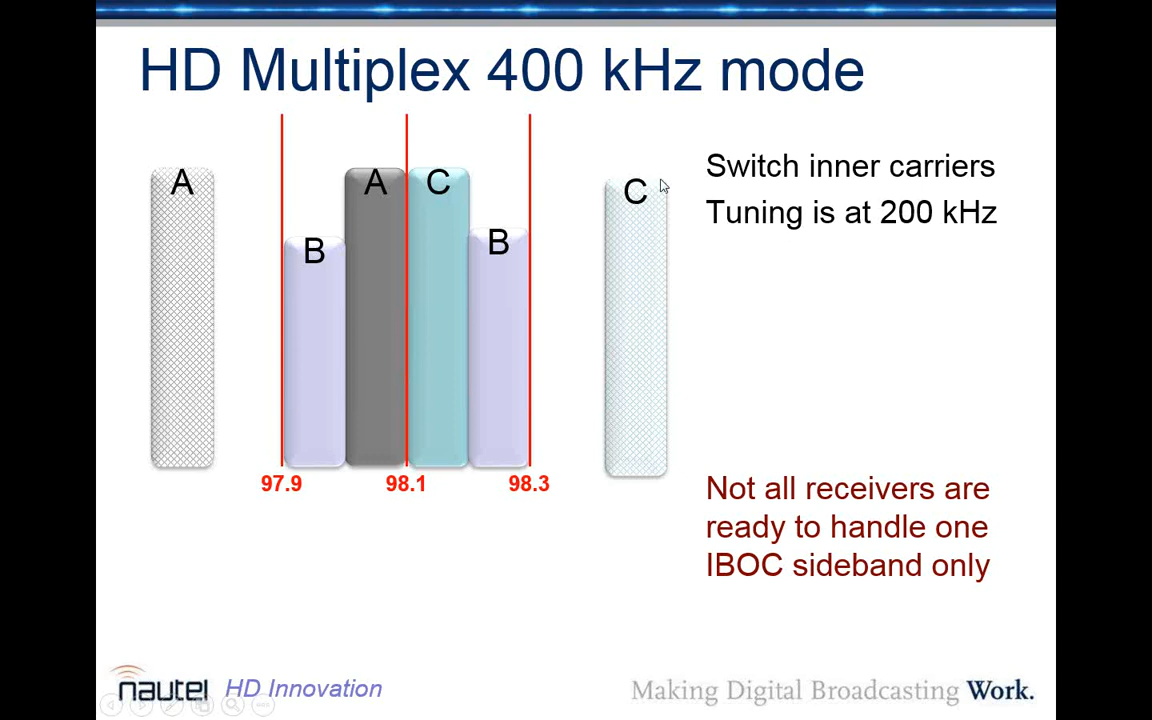 HD Multiplex 400 kHz mode
A
B
A
C
B
C
Switch inner carriers
Tuning is at 200 kHz
97.9
98.1
98.3
Not all receivers are
ready to handle one
IBOC sideband only
nautel
HD Innovation
Making Digital Broadcasting Work.